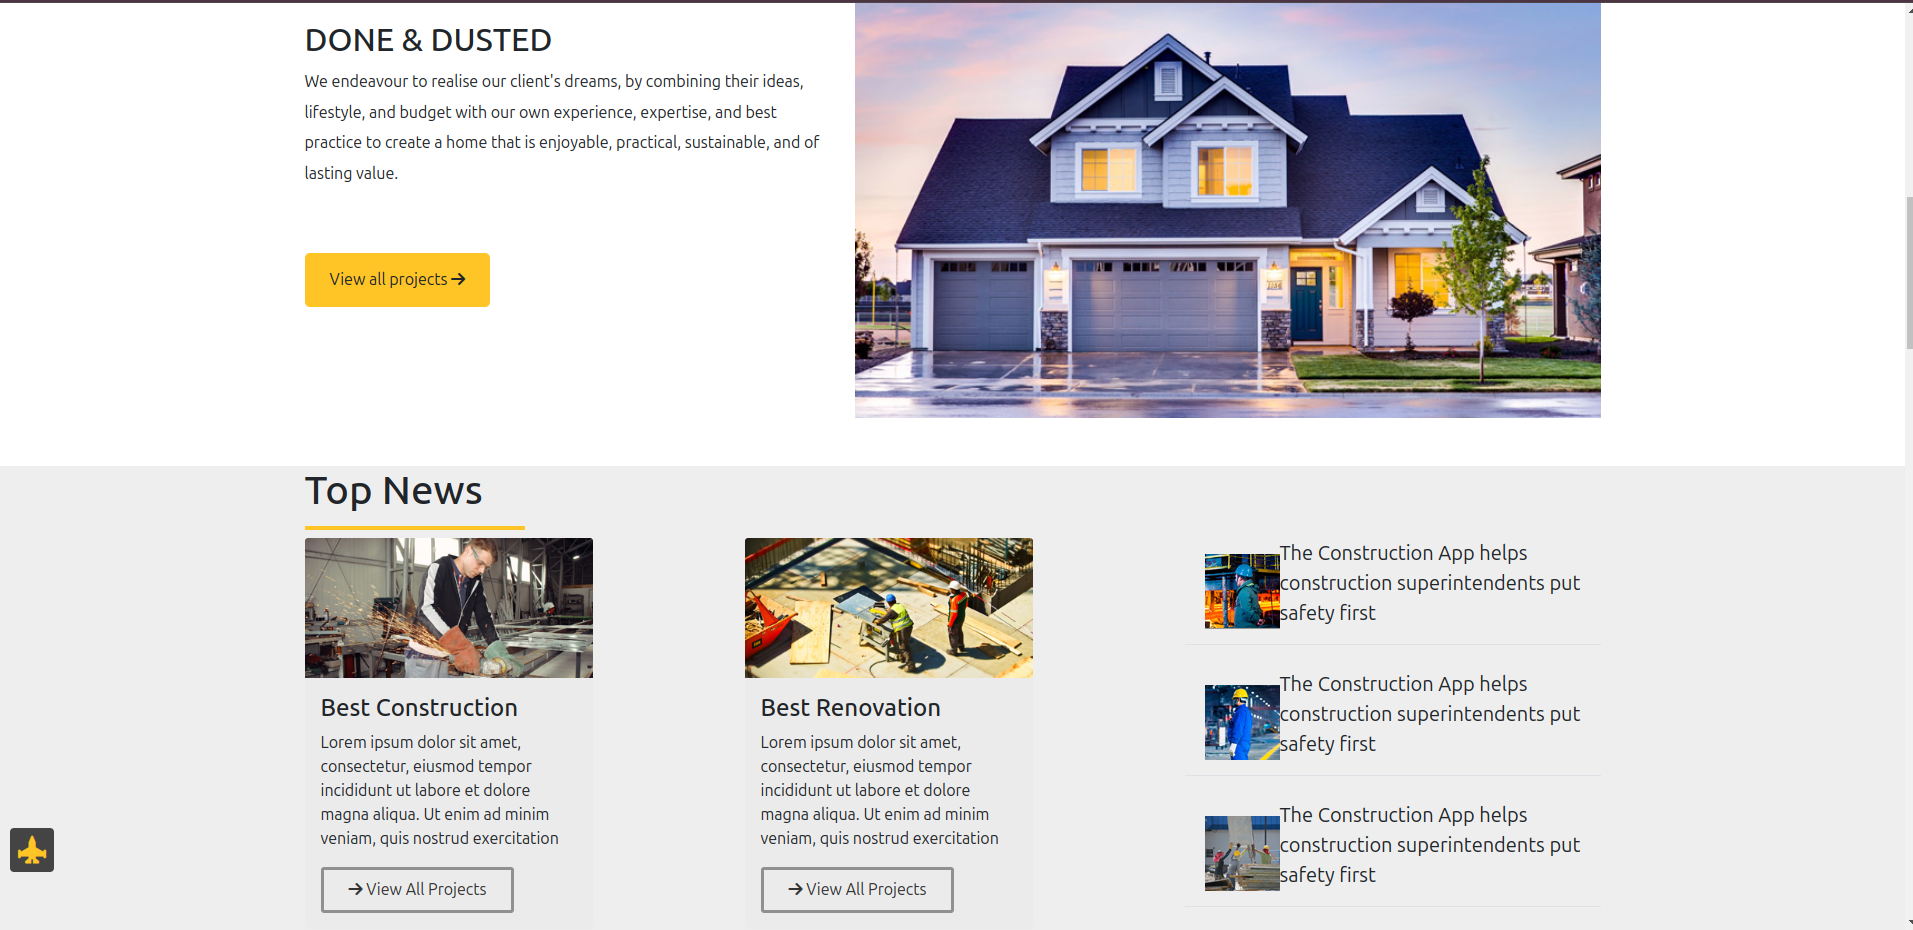 DONE & DUSTED
We endeavour to realise our client's dreams, by combining their ideas,
lifestyle, and budget with our own experience, expertise, and best
practice to create a home that is enjoyable, practical, sustainable, and of
lasting value.
View all projects
Top News
Best Construction
Lorem ipsum dolor sit amet,
consectetur, eiusmod tempor
incididunt ut labore et dolore
magna aliqua. Ut enim ad minim
veniam, quis nostrud exercitation
View All Projects
Best Renovation
Lorem ipsum dolor sit amet,
consectetur, eiusmod tempor
incididunt ut labore et dolore
magna aliqua. Ut enim ad minim
veniam, quis nostrud exercitation
View All Projects
The Construction App helps
construction superintendents put
safety first
The Construction App helps
construction superintendents put
safety first
The Construction App helps
construction superintendents put
safety first